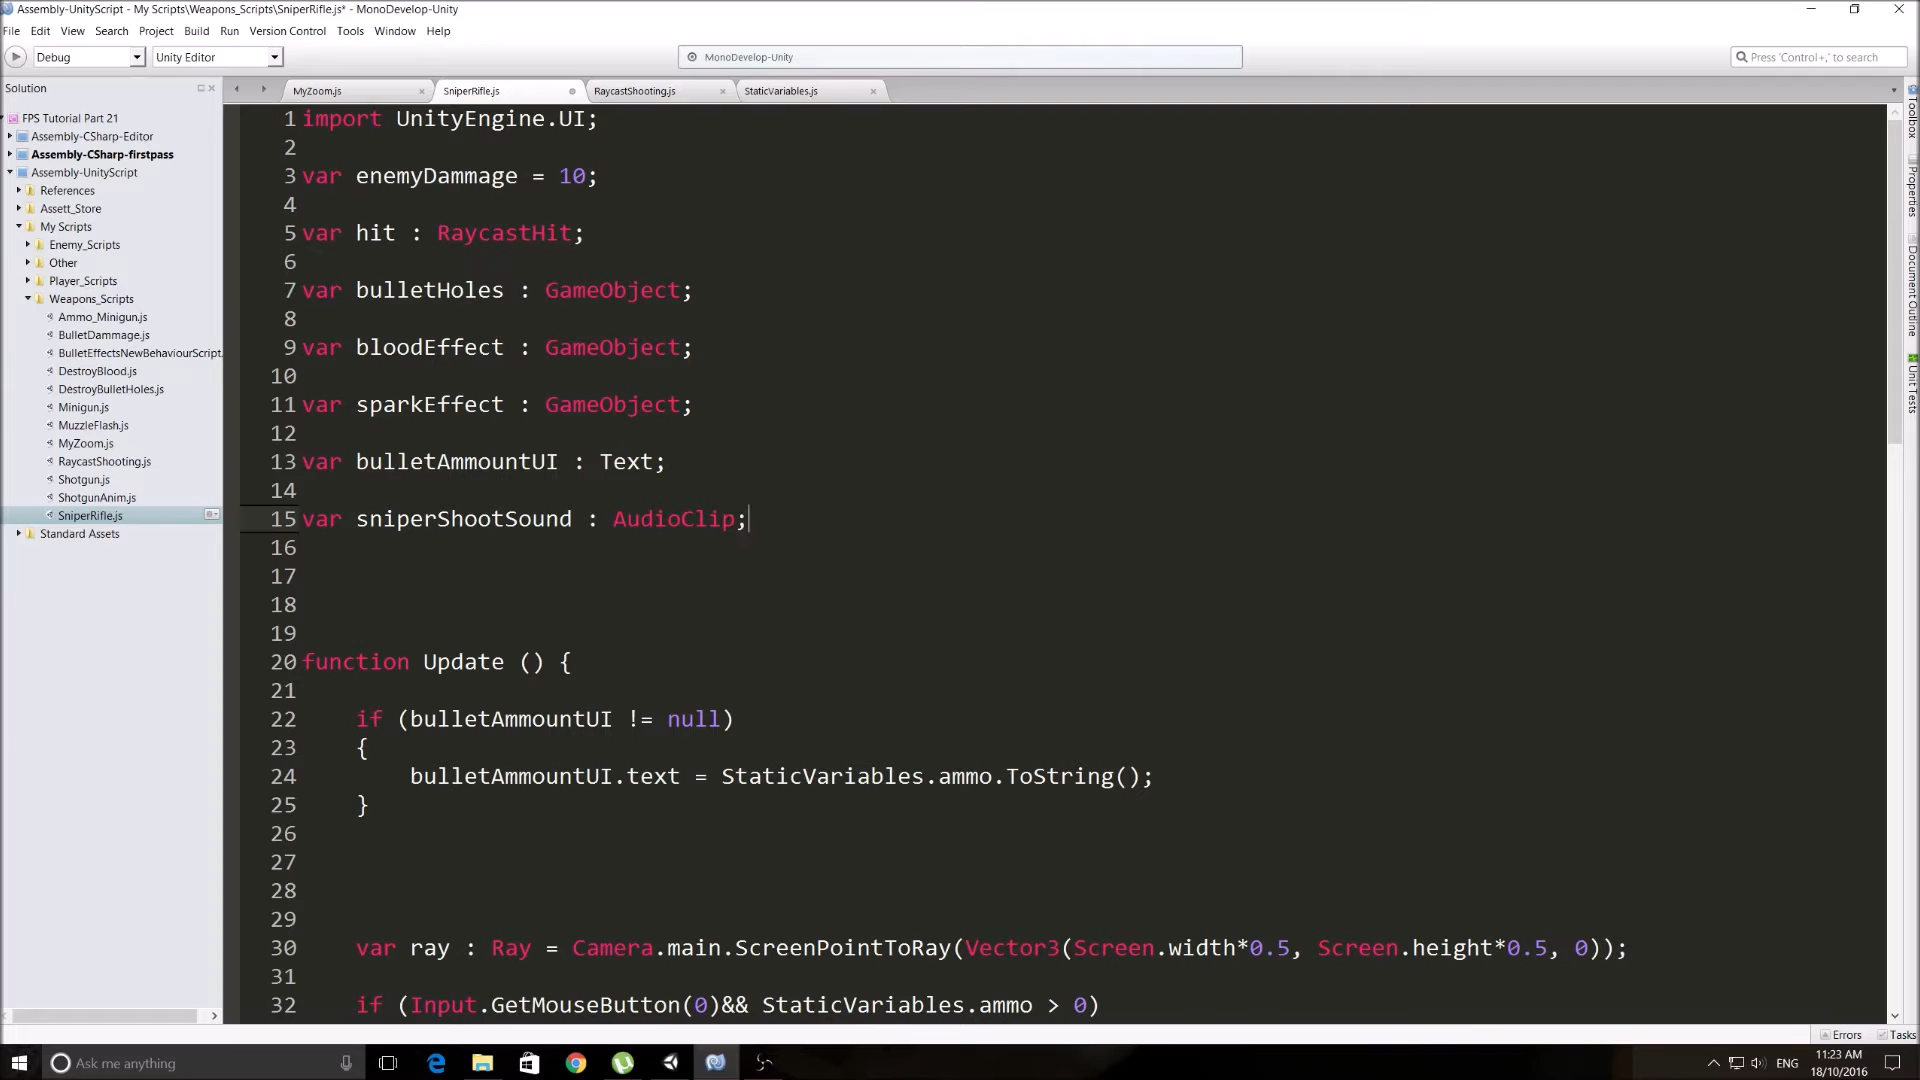 Assembly-UnityScript - My Scripts\Weapons_Scripts\SniperRifle.js* - MonoDevelop-Unity
File Edit View Search Project Build Run Version Control Tools Window Help
Debug Unity Editor MonoDevelop-Unity Press 'Control+,' to search
Solution
MyZoom.js SniperRifle.js RaycastShooting.js StaticVariables.js
FPS Tutorial Part 21
Assembly-CSharp-Editor
Assembly-CSharp-firstpass
Assembly-UnityScript
References
Assett_Store
My Scripts
Enemy_Scripts
Other
Player_Scripts
Weapons_Scripts
Ammo_Minigun.js
BulletDammage.js
BulletEffectsNewBehaviourScript.
DestroyBlood.js
DestroyBulletHoles.js
Minigun.js
MuzzleFlash.js
MyZoom.js
RaycastShooting.js
Shotgun.js
ShotgunAnim.js
SniperRifle.js
Standard Assets
1 import UnityEngine.UI;
2
3 var enemyDammage = 10;
4
5 var hit : RaycastHit;
6
7 var bulletHoles : GameObject;
8
9 var bloodEffect : GameObject;
10
11 var sparkEffect : GameObject;
12
13 var bulletAmmountUI : Text;
14
15 var sniperShootSound : AudioClip;
16
17
18
19
20 function Update () {
21
22 if (bulletAmmountUI != null)
23 {
24 bulletAmmountUI.text = StaticVariables.ammo.ToString();
25 }
26
27
28
29
30 var ray : Ray = Camera.main.ScreenPointToRay(Vector3(Screen.width*0.5, Screen.height*0.5, 0));
31
32 if (Input.GetMouseButton(0)&& StaticVariables.ammo > 0)
Toolbox
Properties
Document Outline
Unit Tests
Errors Tasks
Ask me anything
ENG
11:23 AM
18/10/2016